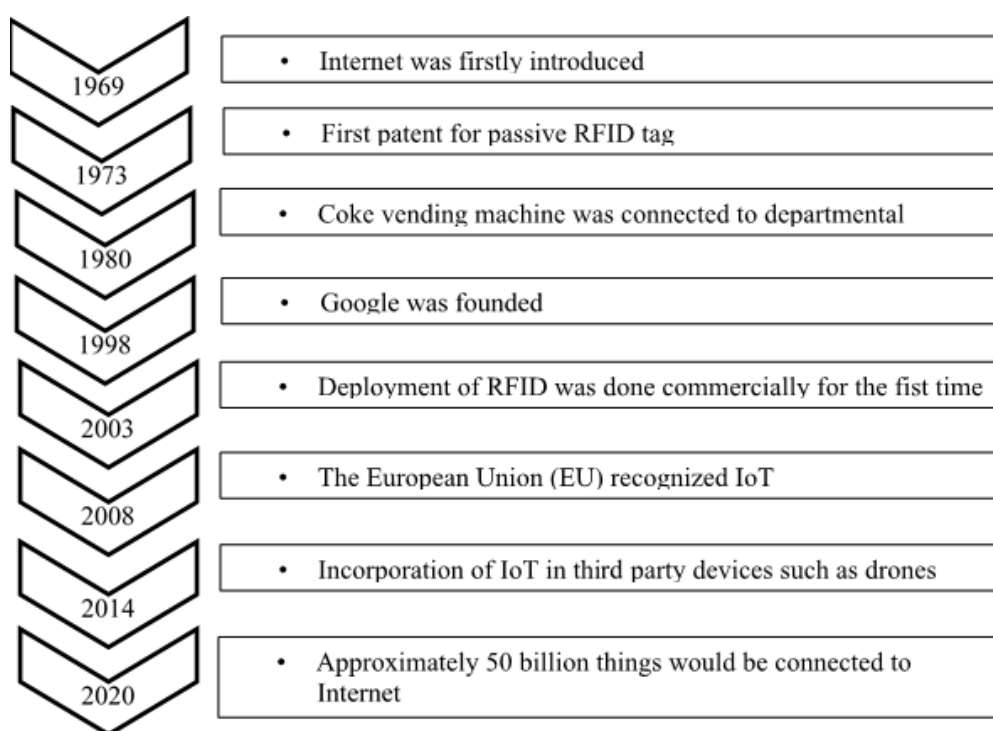 1969
• Internet was firstly introduced
1973
• First patent for passive RFID tag
1980
• Coke vending machine was connected to departmental
1998
• Google was founded
2003
• Deployment of RFID was done commercially for the fist time
2008
• The European Union (EU) recognized IoT
2014
• Incorporation of IoT in third party devices such as drones
2020
• Approximately 50 billion things would be connected to
Internet